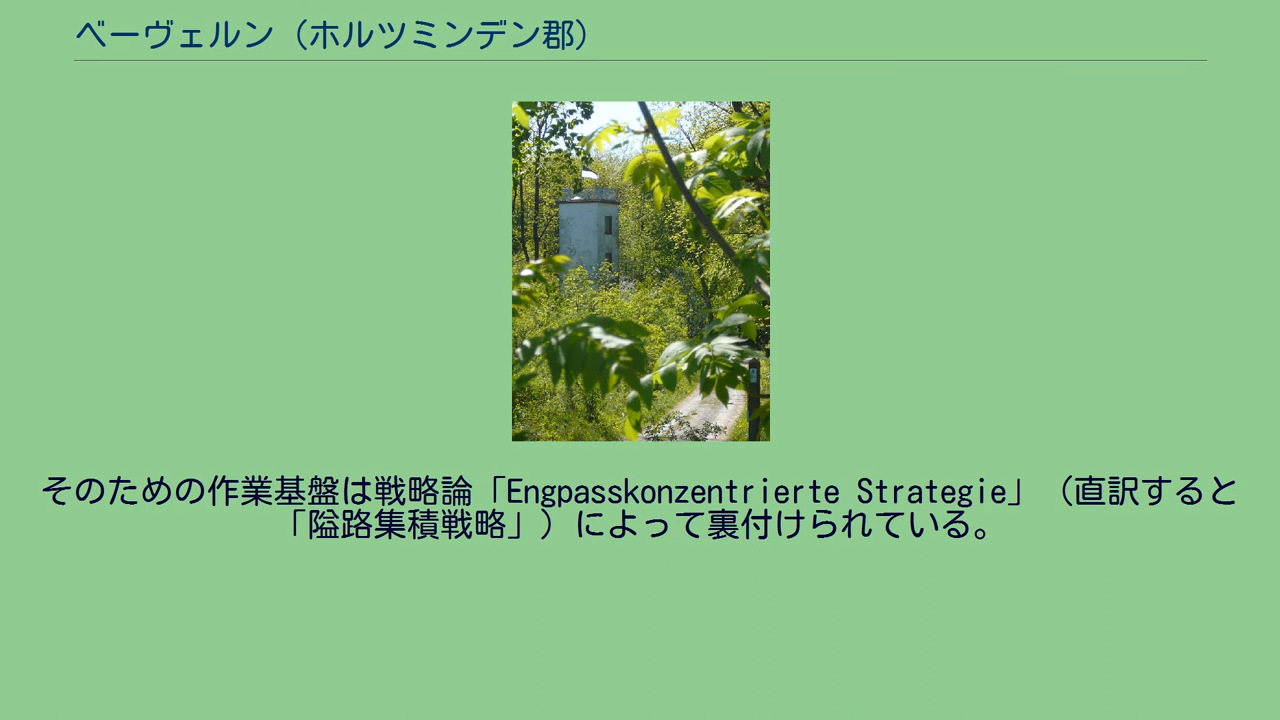 ベーヴェルン（ホルツミンデン郡）
そのための作業基盤は戦略論「Engpasskonzentrierte Strategie」（直訳すると
「隘路集積戦略」）によって裏付けられている。